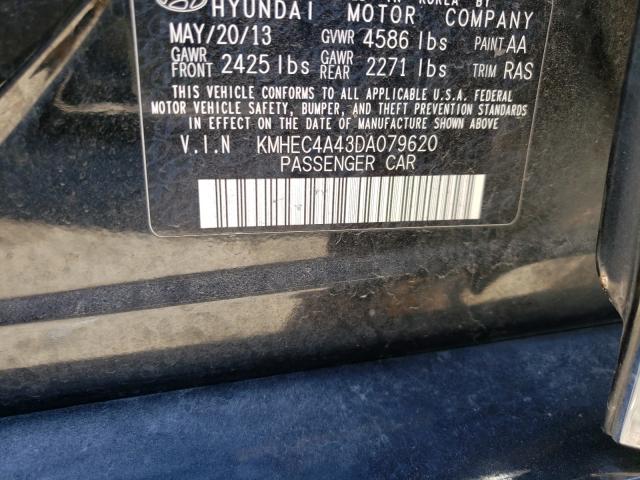 KOREA BY
HYUNDAI MOTOR COMPANY
MAY/20/13 GVWR 4586 lbs PAINT AA
GAWR FRONT 2425 lbs GAWR REAR 2271 lbs TRIM RAS
THIS VEHICLE CONFORMS TO ALL APPLICABLE U.S.A. FEDERAL
MOTOR VEHICLE SAFETY, BUMPER, AND THEFT PREVENTION STANDARDS
IN EFFECT ON THE DATE OF MANUFACTURE SHOWN ABOVE.
V.I.N KMHEC4A43DA079620
PASSENGER CAR